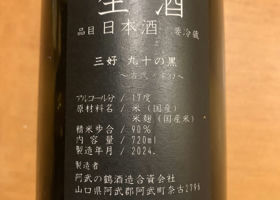 生酒
品目 日本酒 要冷蔵
三好 九十の黒
アルコール分 / 17度
原材料名 / 米 (国産)
米麹 (国産米)
精米歩合 / 90%
内容量 / 720ml
製造年月 / 2024.
製造者
阿武の鶴酒造合資会社
山口県阿武郡阿武町奈古2796